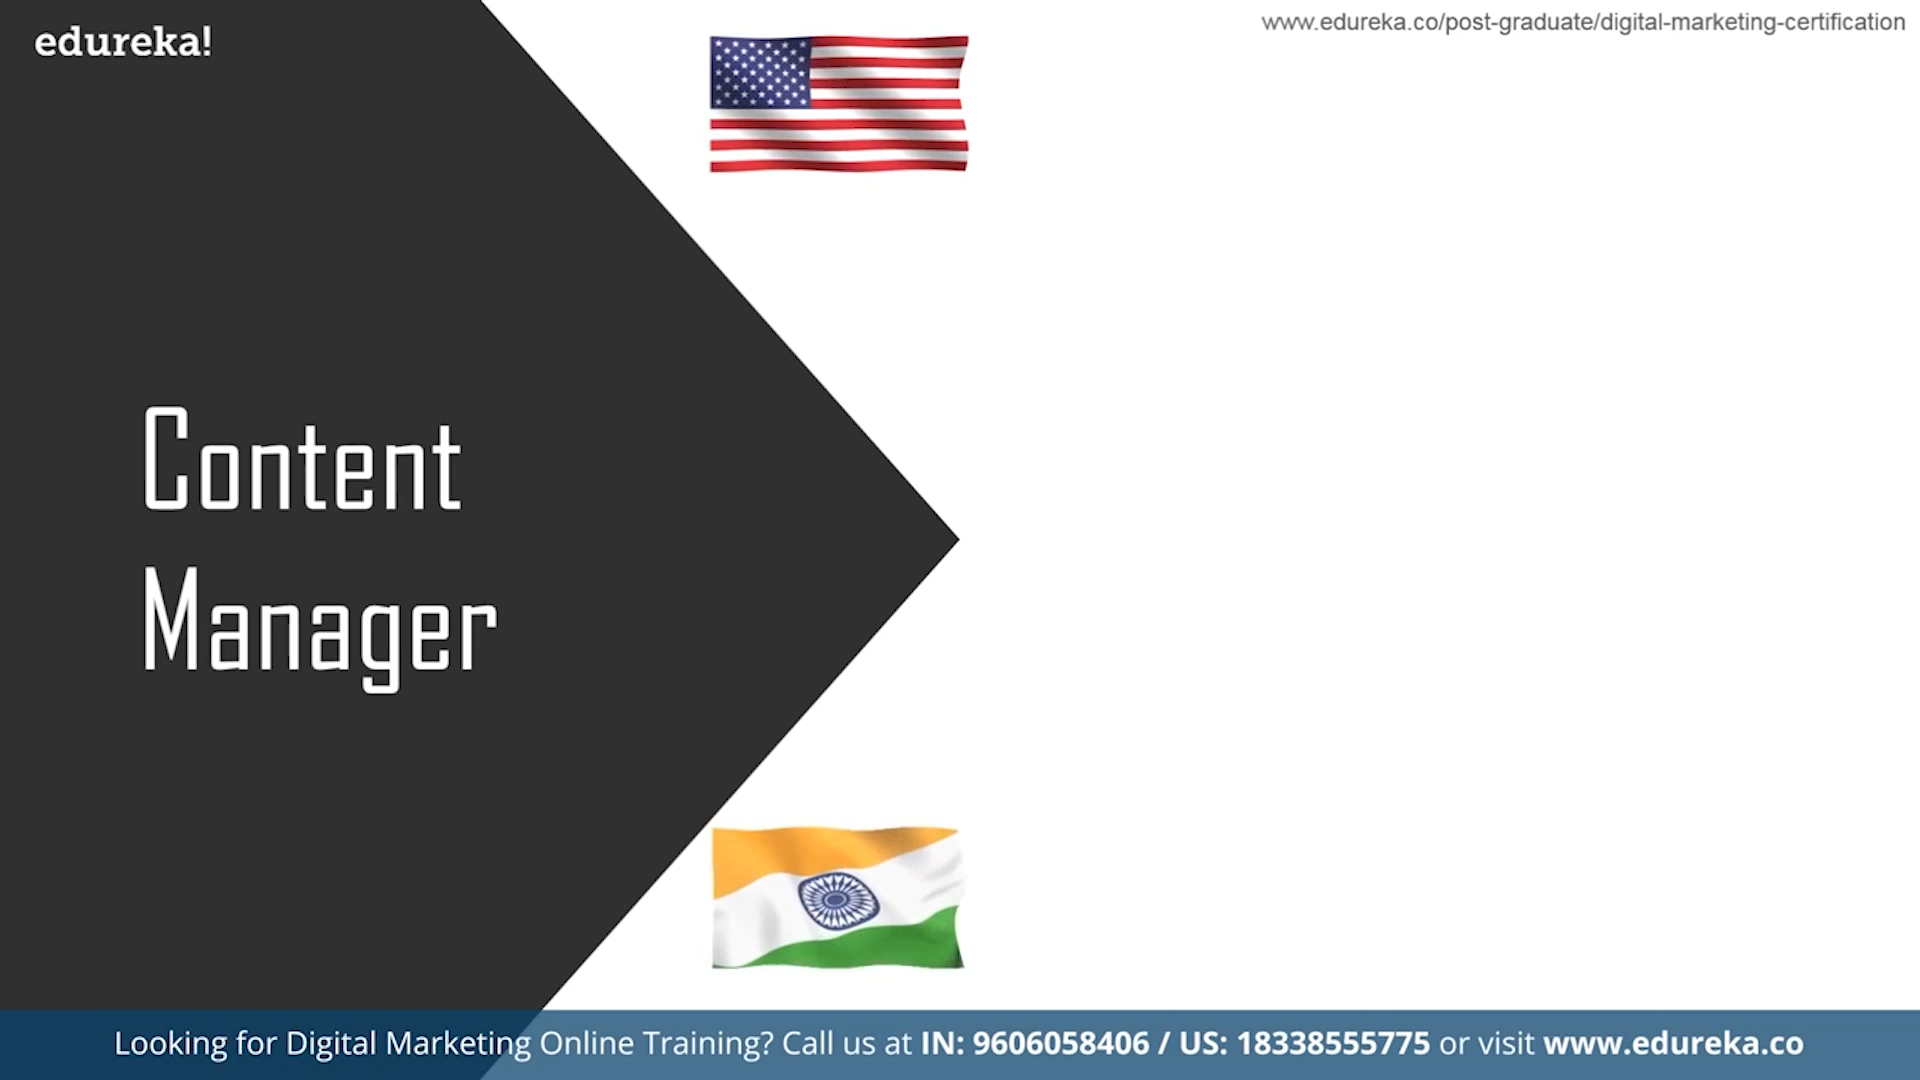 edureka!
www.edureka.co/post-graduate/digital-marketing-certification
Content
Manager
Looking for Digital Marketing Online Training? Call us at IN: 9606058406 / US: 18338555775 or visit www.edureka.co